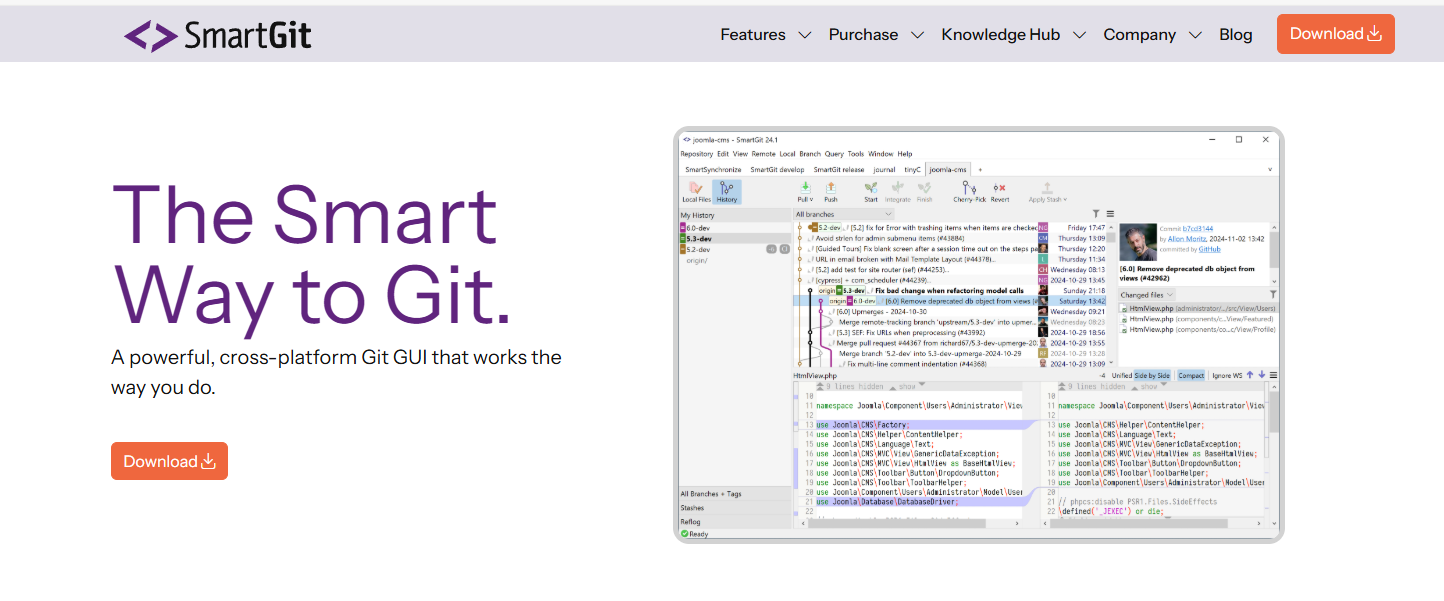 SmartGit
Features Purchase Knowledge Hub Company Blog Download
The Smart
Way to Git.
A powerful, cross-platform Git GUI that works the
way you do.
Download
joomla-cms - SmartGit 24.1
Repository Edit View Remote Local Branch Query Tools Window Help
SmartSynchronize SmartGit develop SmartGit release journal tinyC joomla-cms +
Local Files History Pull Push Start Integrate Finish Cherry-Pick Revert Apply Stash
My History
6.0-dev
5.3-dev
5.2-dev
origin/
All Branches + Tags
Stashes
Reflog
Ready
All branches
5.2-dev [5.2] fix for Error with trashing items when items are checked Friday 17:47
Avoid strlen for admin submenu items (#43884) Thursday 13:09
[Guided Tours] Fix blank screen after a session time out on the steps pa Thursday 12:20
URL in email broken with Mail Template Layout (#44378)... Thursday 11:34
[5.2] add test for site router (sef) (#44253)... Wednesday 08:13
[cypress] + com_scheduler (#44239)... 2024-10-29 13:45
origin 5.3-dev Fix bad change when refactoring model calls Sunday 21:18
origin 6.0-dev [6.0] Remove deprecated db object from views Saturday 13:42
[6.0] Upmerges - 2024-10-30 Wednesday 09:21
Merge remote-tracking branch 'upstream/5.3-dev' into upmer... Wednesday 08:23
[5.3] SEF: Fix URLs when preprocessing (#43992) 2024-10-29 18:56
Merge pull request #44367 from richard67/5.3-dev-upmerge-202 2024-10-29 13:55
Merge branch '5.2-dev' into 5.3-dev-upmerge-2024-10-29 2024-10-29 13:28
Fix multi-line comment indentation (#44368) 2024-10-29 13:09
Commit b7cd3144
by Allon Moritz, 2024-11-02 13:42
committed by GitHub
[6.0] Remove deprecated db object from
views (#42962)
Changed files
HtmlView.php (administrator/.../src/View/Users)
HtmlView.php (components/c...View/Featured)
HtmlView.php (components/co...c/View/Profile)
HtmlView.php -4 Unified Side by Side Compact Ignore WS
9 lines hidden show
10
11 namespace Joomla\Component\Users\Administrator\View
12
13 use Joomla\CMS\Factory;
14 use Joomla\CMS\Helper\ContentHelper;
15 use Joomla\CMS\Language\Text;
16 use Joomla\CMS\MVC\View\GenericDataException;
17 use Joomla\CMS\MVC\View\HtmlView as BaseHtmlView;
18 use Joomla\CMS\Toolbar\Button\DropdownButton;
19 use Joomla\CMS\Toolbar\ToolbarHelper;
20 use Joomla\Component\Users\Administrator\Model\User
21 use Joomla\Database\DatabaseDriver;
22
9 lines hidden show
10
11 namespace Joomla\Component\Users\Administrator\View
12
13 use Joomla\CMS\Helper\ContentHelper;
14 use Joomla\CMS\Language\Text;
15 use Joomla\CMS\MVC\View\GenericDataException;
16 use Joomla\CMS\MVC\View\HtmlView as BaseHtmlView;
17 use Joomla\CMS\Toolbar\Button\DropdownButton;
18 use Joomla\CMS\Toolbar\ToolbarHelper;
19 use Joomla\Component\Users\Administrator\Model\User
20
21 // phpcs:disable PSR1.Files.SideEffects
22 \defined('_JEXEC') or die;